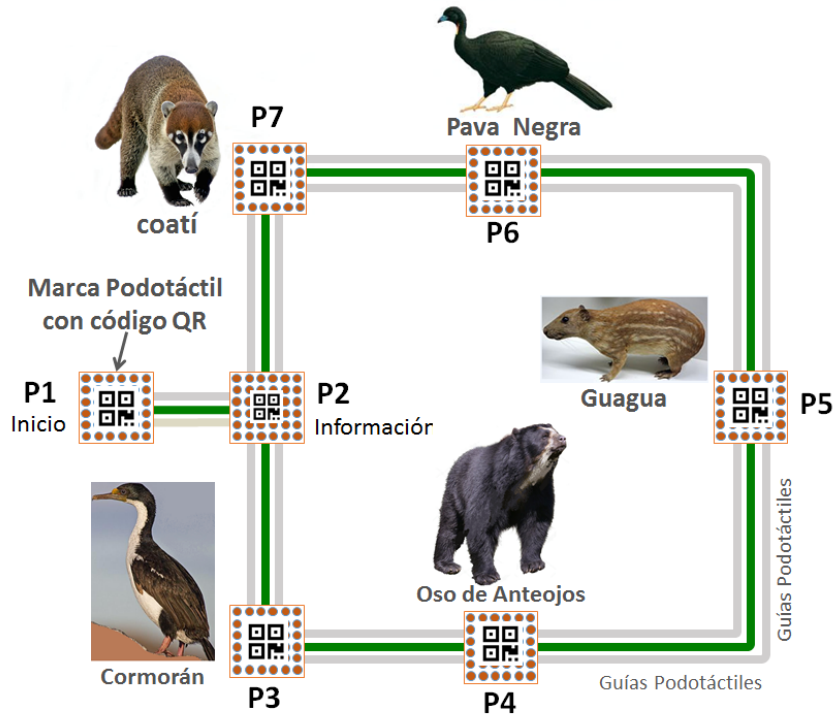 P7
Pava Negra
coatí
P6
Marca Podotáctil
con código QR
P1
Inicio
P2
Información
Guagua
P5
Oso de Anteojos
Guías Podotáctiles
Cormorán
P3
P4
Guías Podotáctiles